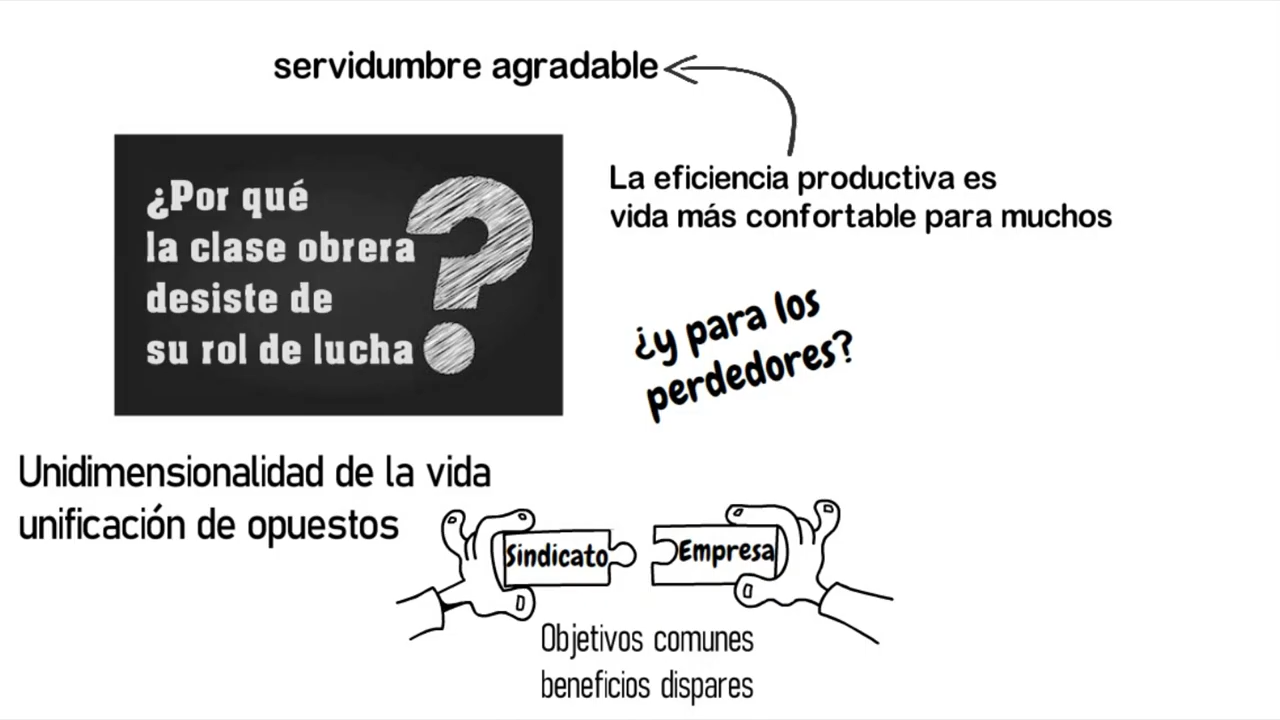 servidumbre agradable
¿Por qué
la clase obrera
desiste de
su rol de lucha
?
La eficiencia productiva es
vida más confortable para muchos
¿y para los
perdedores?
Unidimensionalidad de la vida
unificación de opuestos
Sindicato
Empresa
Objetivos comunes
beneficios dispares